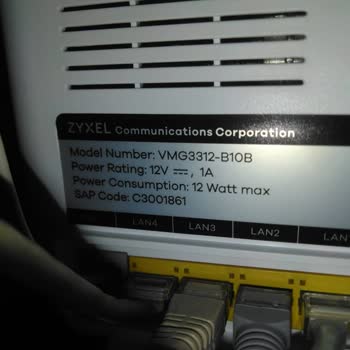 ZYXEL Communications Corporation
Model Number: VMG3312-B10B
Power Rating: 12V ⎓, 1A
Power Consumption: 12 Watt max
SAP Code: C3001861
LAN4 LAN3 LAN2 LAN1